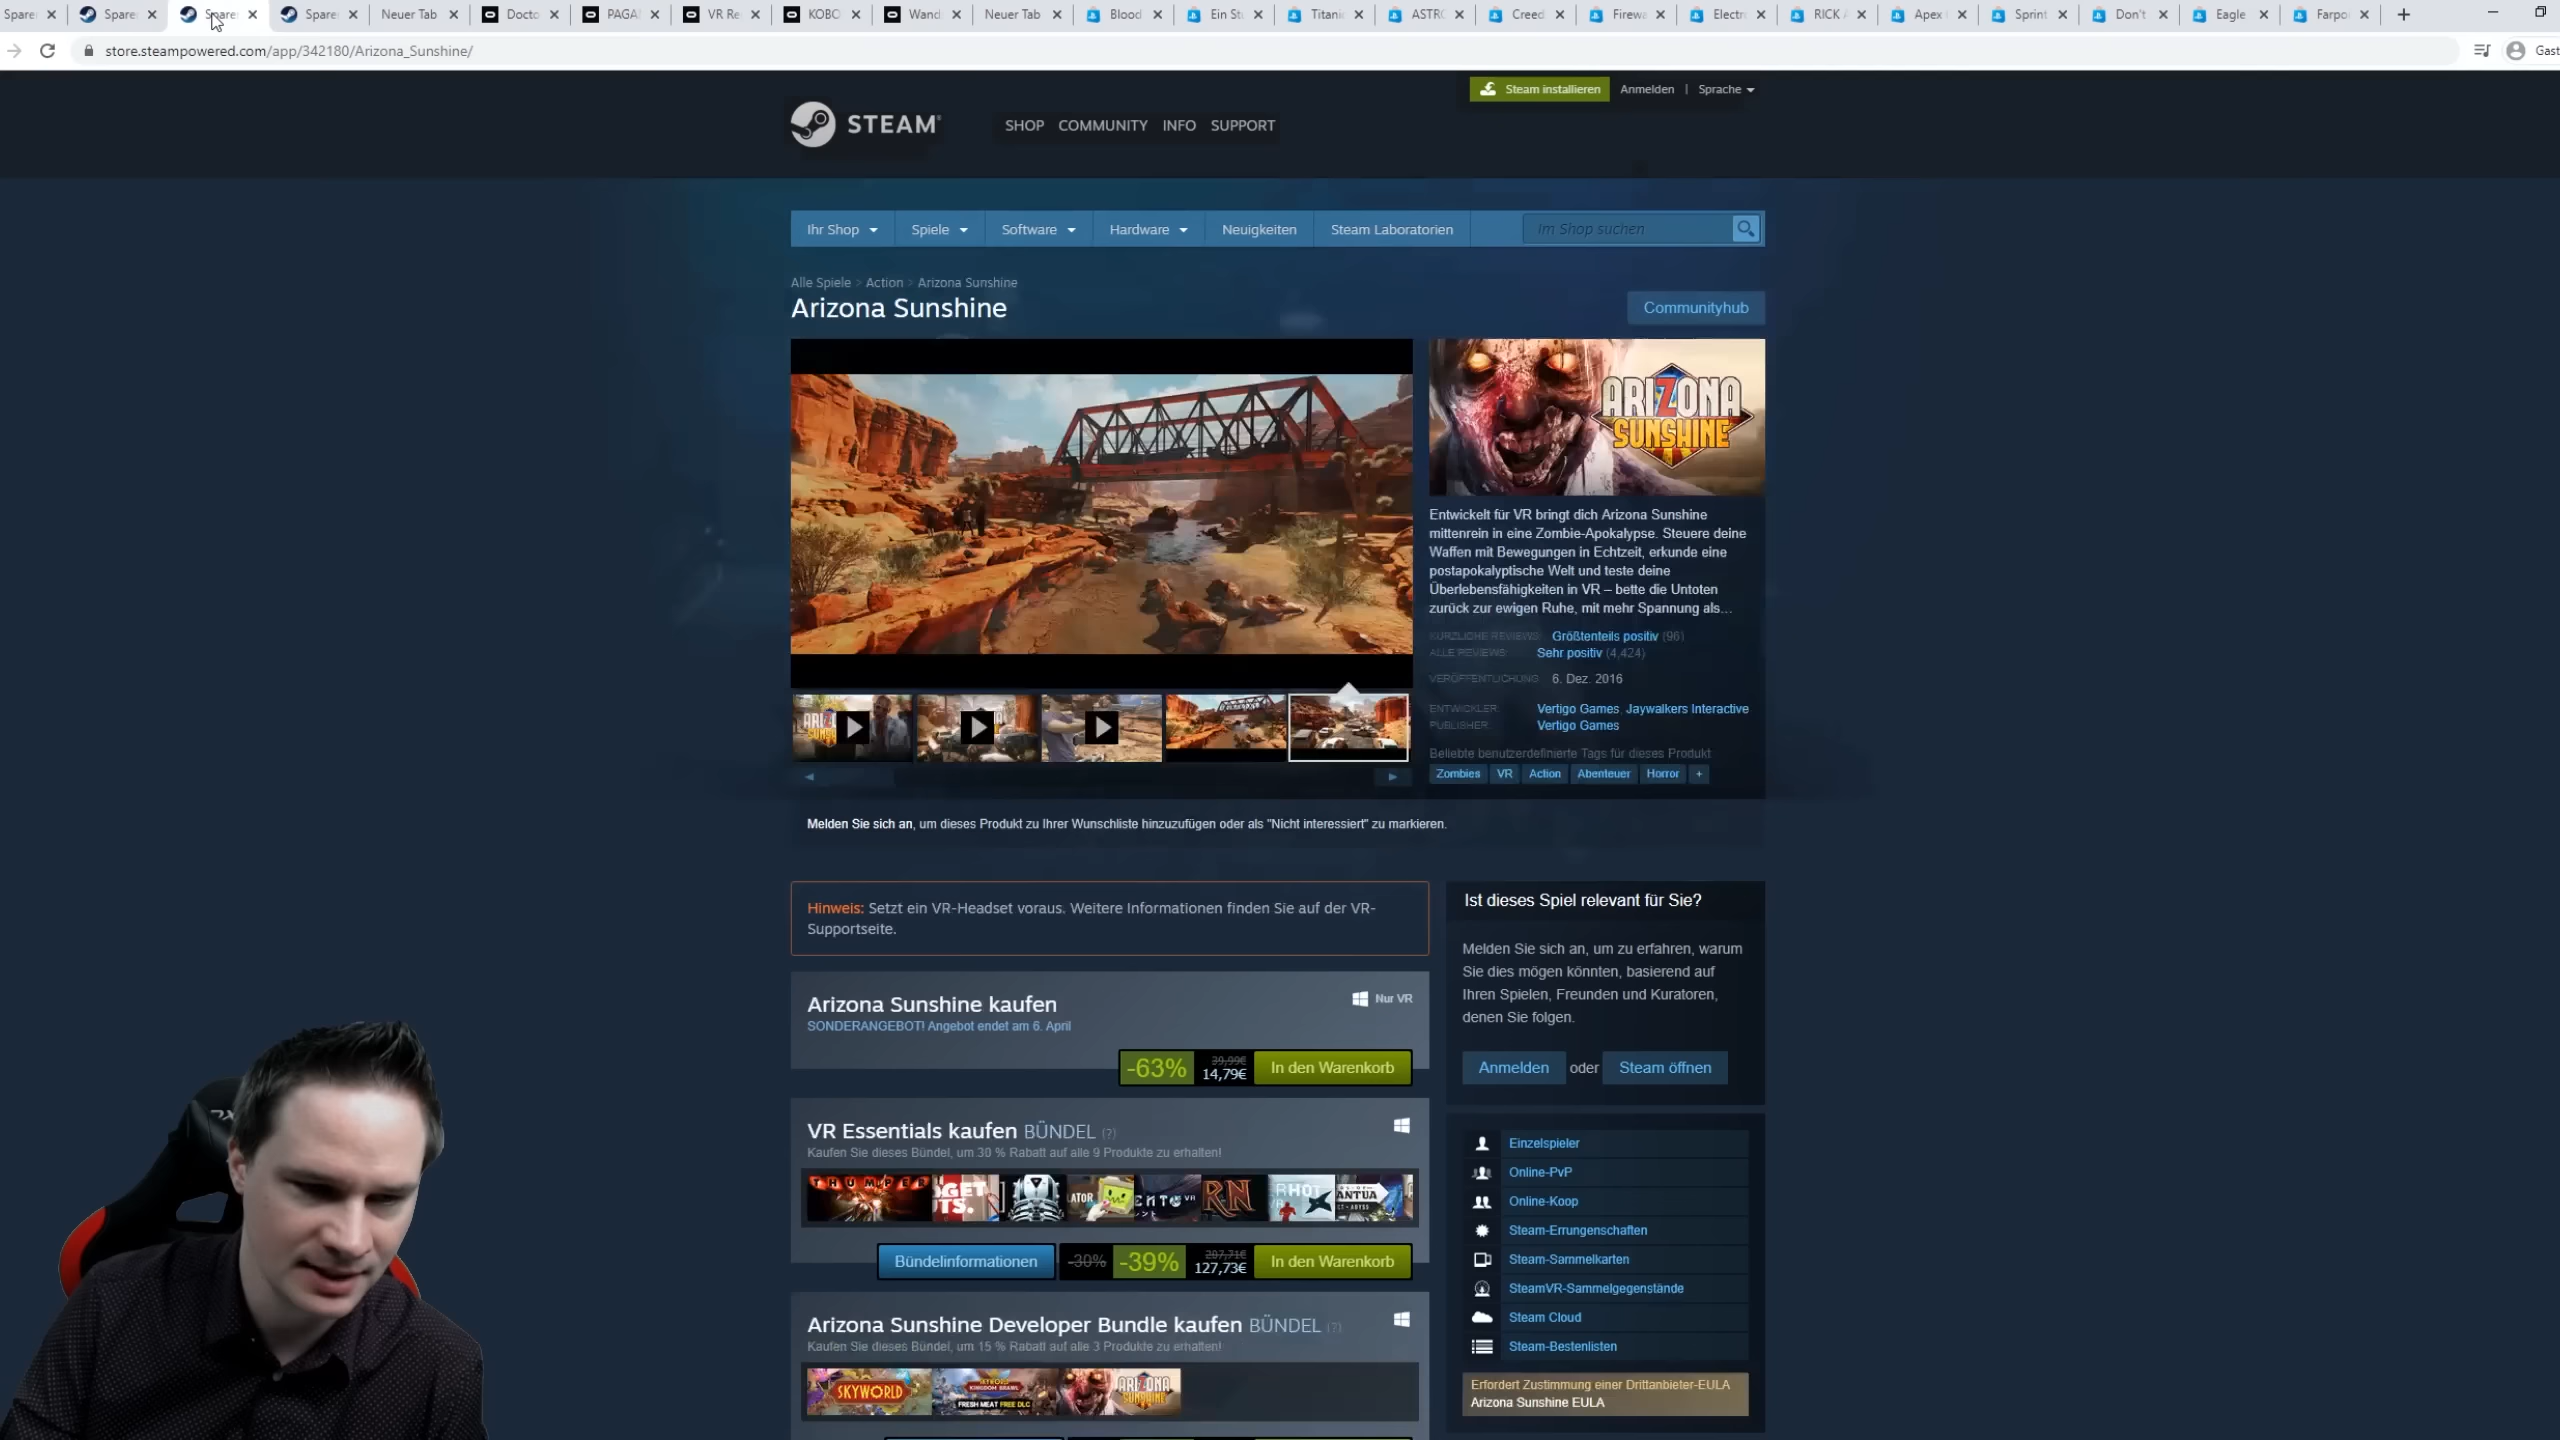 Sparen
Sparen
Sparen
Sparen
Neuer Tab
Docto
PAGA
VR Re
KOBO
Wand
Neuer Tab
Blood
Ein St
Titani
ASTR
Creed
Firew
Electr
RICK A
Apex
Sprint
Don't
Eagle
Farpo
store.steampowered.com/app/342180/Arizona_Sunshine/
Gast
Steam installieren
Anmelden | Sprache
STEAM
SHOP COMMUNITY INFO SUPPORT
Ihr Shop Spiele Software Hardware Neuigkeiten Steam Laboratorien Im Shop suchen
Alle Spiele > Action > Arizona Sunshine
Arizona Sunshine
Communityhub
ARIZONA
SUNSHINE
Entwickelt für VR bringt dich Arizona Sunshine
mittenrein in eine Zombie-Apokalypse. Steuere deine
Waffen mit Bewegungen in Echtzeit, erkunde eine
postapokalyptische Welt und teste deine
Überlebensfähigkeiten in VR – bette die Untoten
zurück zur ewigen Ruhe, mit mehr Spannung als...
KÜRZLICHE REVIEWS: Größtenteils positiv (96)
ALLE REVIEWS: Sehr positiv (4,424)
VERÖFFENTLICHUNG: 6. Dez. 2016
ENTWICKLER: Vertigo Games, Jaywalkers Interactive
PUBLISHER: Vertigo Games
Beliebte benutzerdefinierte Tags für dieses Produkt
Zombies VR Action Abenteuer Horror +
Melden Sie sich an, um dieses Produkt zu Ihrer Wunschliste hinzuzufügen oder als "Nicht interessiert" zu markieren.
Hinweis: Setzt ein VR-Headset voraus. Weitere Informationen finden Sie auf der VR-
Supportseite.
Arizona Sunshine kaufen
Nur VR
SONDERANGEBOT! Angebot endet am 6. April
-63% 39,99€ 14,79€ In den Warenkorb
VR Essentials kaufen BÜNDEL (?)
Kaufen Sie dieses Bündel, um 30 % Rabatt auf alle 9 Produkte zu erhalten!
THUMPER
Bündelinformationen -30% -39% 207,71€ 127,73€ In den Warenkorb
Arizona Sunshine Developer Bundle kaufen BÜNDEL (?)
Kaufen Sie dieses Bündel, um 15 % Rabatt auf alle 3 Produkte zu erhalten!
SKYWORLD
SKYWORLD
KINGDOM BRAWL
FRESH MEAT FREE DLC
ARIZONA
SUNSHINE
Ist dieses Spiel relevant für Sie?
Melden Sie sich an, um zu erfahren, warum
Sie dies mögen könnten, basierend auf
Ihren Spielen, Freunden und Kuratoren,
denen Sie folgen.
Anmelden oder Steam öffnen
Einzelspieler
Online-PvP
Online-Koop
Steam-Errungenschaften
Steam-Sammelkarten
SteamVR-Sammelgegenstände
Steam Cloud
Steam-Bestenlisten
Erfordert Zustimmung einer Drittanbieter-EULA
Arizona Sunshine EULA